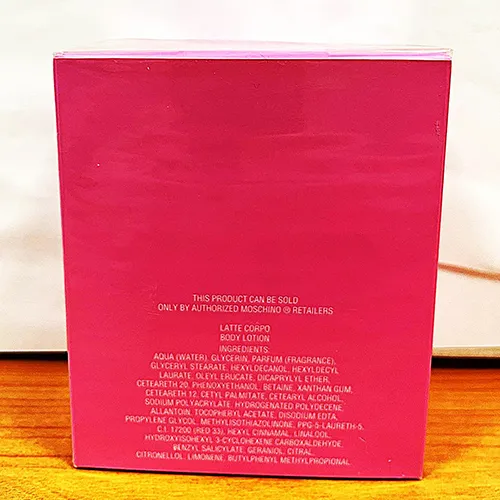 THIS PRODUCT CAN BE SOLD
ONLY BY AUTHORIZED MOSCHINO ® RETAILERS
LATTE CORPO
BODY LOTION
INGREDIENTS:
AQUA (WATER), GLYCERIN, PARFUM (FRAGRANCE),
GLYCERYL STEARATE, HEXYLDECANOL, HEXYLDECYL
LAURATE, OLEYL ERUCATE, DICAPRYLYL ETHER,
CETEARETH 20, PHENOXYETHANOL, BETAINE, XANTHAN GUM,
CETEARETH 12, CETYL PALMITATE, CETEARYL ALCOHOL,
SODIUM POLYACRYLATE, HYDROGENATED POLYDECENE,
ALLANTOIN, TOCOPHERYL ACETATE, DISODIUM EDTA,
PROPYLENE GLYCOL, METHYLISOTHIAZOLINONE, PPG-5-LAURETH-5,
C.I. 17200 (RED 33), HEXYL CINNAMAL, LINALOOL,
HYDROXYISOHEXYL 3-CYCLOHEXENE CARBOXALDEHYDE,
BENZYL SALICYLATE, GERANIOL, CITRAL,
CITRONELLOL, LIMONENE, BUTYLPHENYL METHYLPROPIONAL